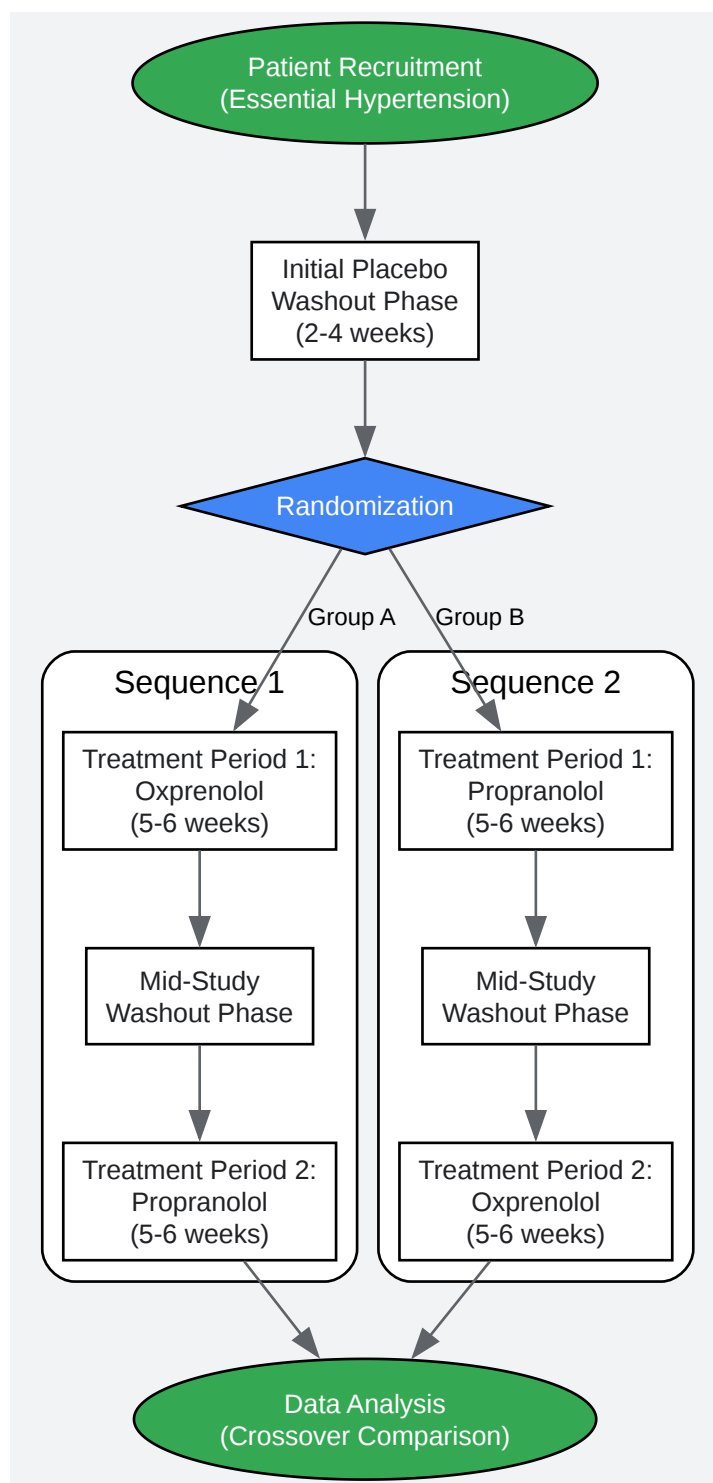 Patient Recruitment
(Essential Hypertension)
Initial Placebo
Washout Phase
(2-4 weeks)
Randomization
Group A
Group B
Sequence 1
Treatment Period 1:
Oxprenolol
(5-6 weeks)
Mid-Study
Washout Phase
Treatment Period 2:
Propranolol
(5-6 weeks)
Sequence 2
Treatment Period 1:
Propranolol
(5-6 weeks)
Mid-Study
Washout Phase
Treatment Period 2:
Oxprenolol
(5-6 weeks)
Data Analysis
(Crossover Comparison)